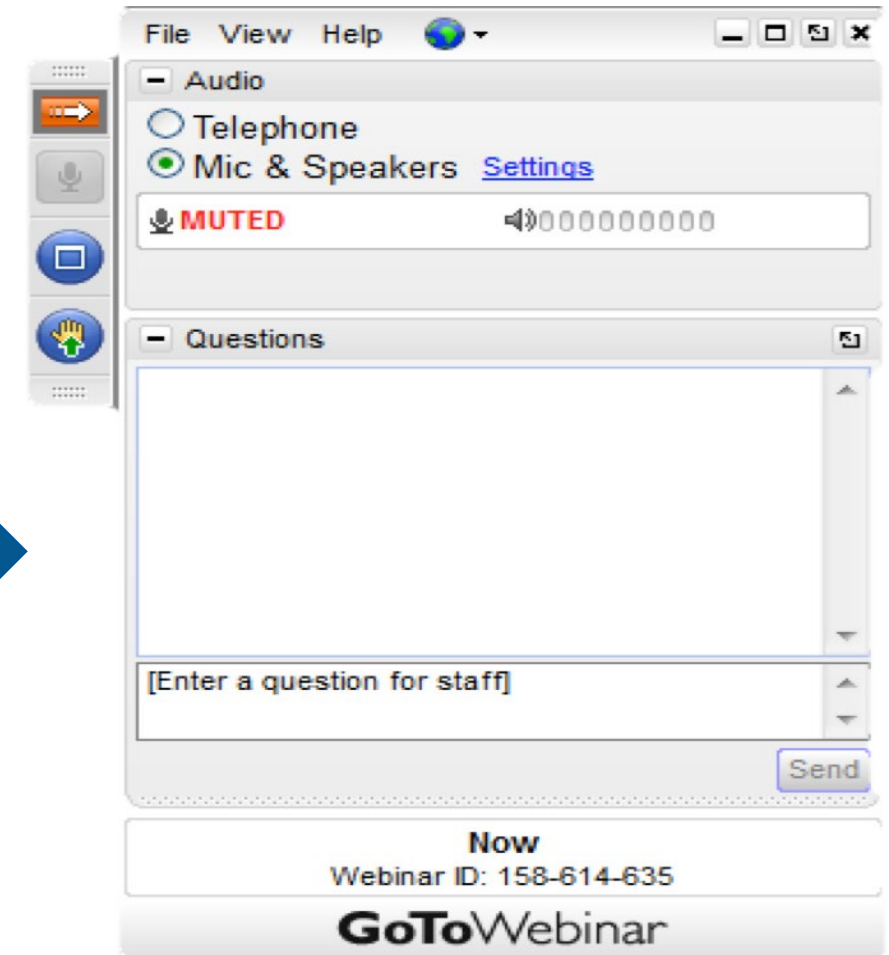 File View Help
Audio
Telephone
Mic & Speakers Settings
MUTED 000000000
Questions
[Enter a question for staff]
Send
Now
Webinar ID: 158-614-635
GoToWebinar